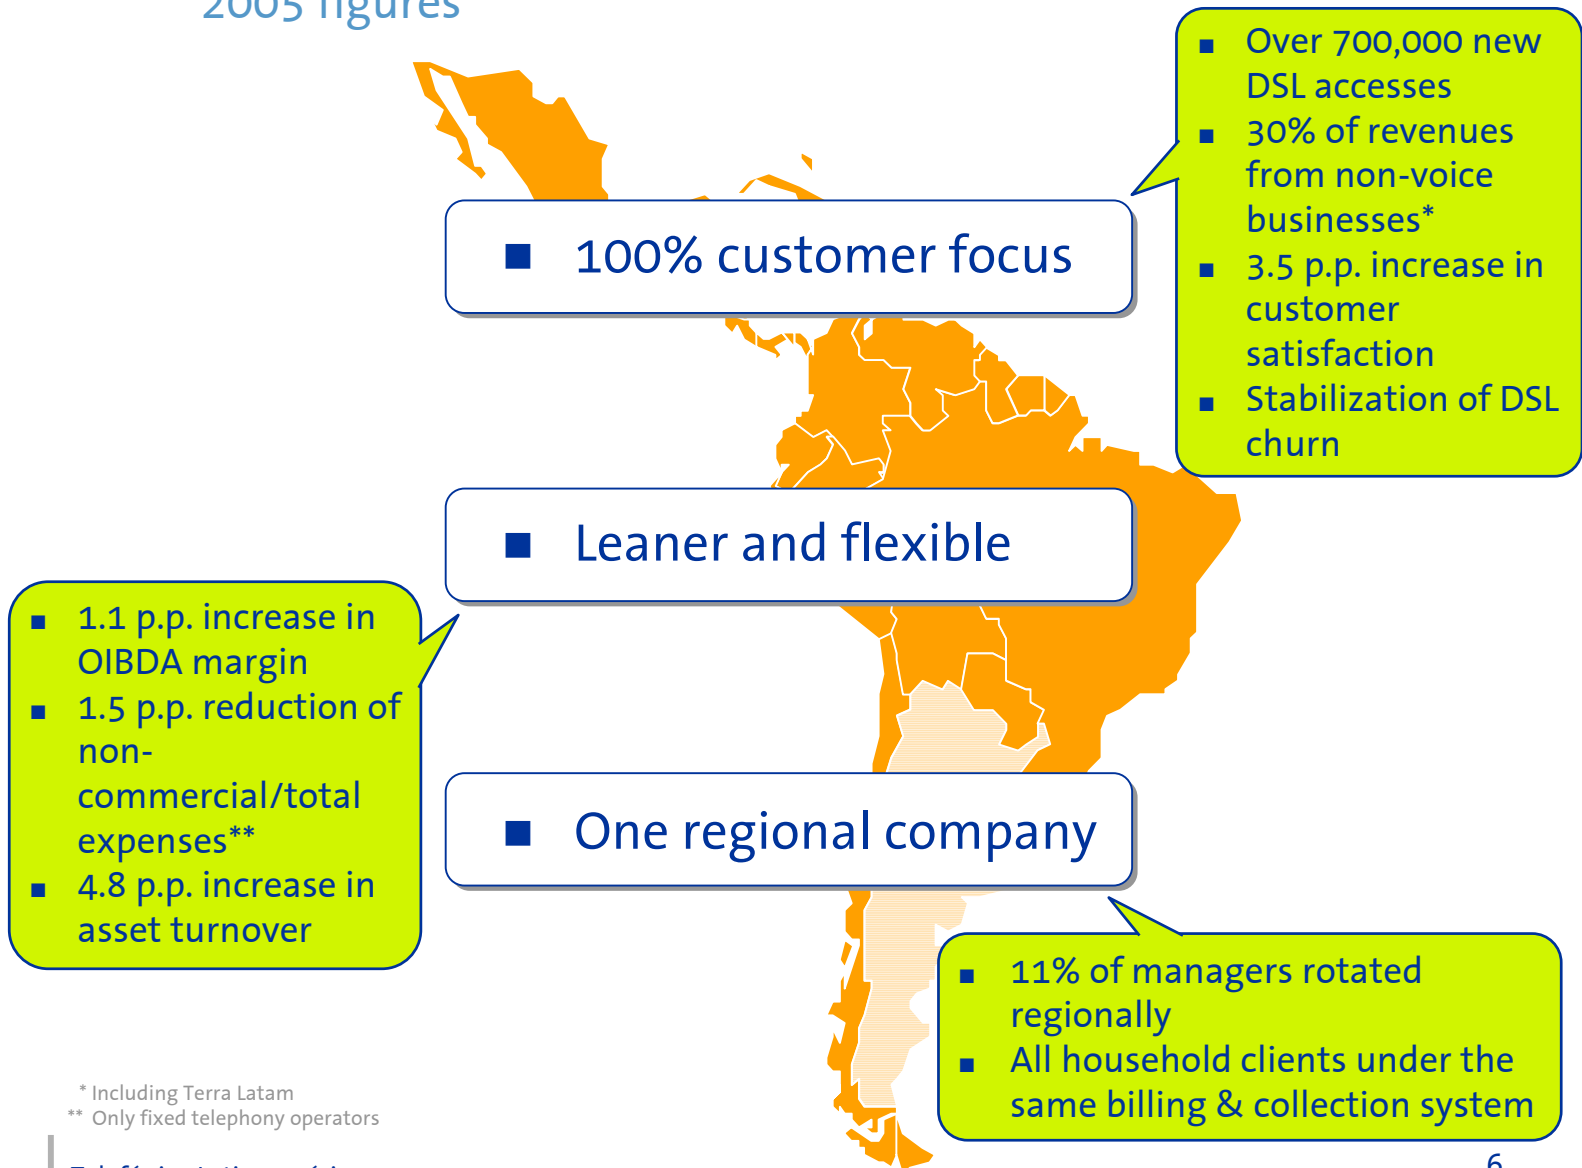 2005 figures
■ Over 700,000 new
DSL accesses
■ 30% of revenues
from non-voice
businesses*
■ 3.5 p.p. increase in
customer
satisfaction
■ Stabilization of DSL
churn
■ 100% customer focus
■ Leaner and flexible
■ 1.1 p.p. increase in
OIBDA margin
■ 1.5 p.p. reduction of
non-
commercial/total
expenses**
■ 4.8 p.p. increase in
asset turnover
■ One regional company
■ 11% of managers rotated
regionally
■ All household clients under the
same billing & collection system
* Including Terra Latam
** Only fixed telephony operators
6